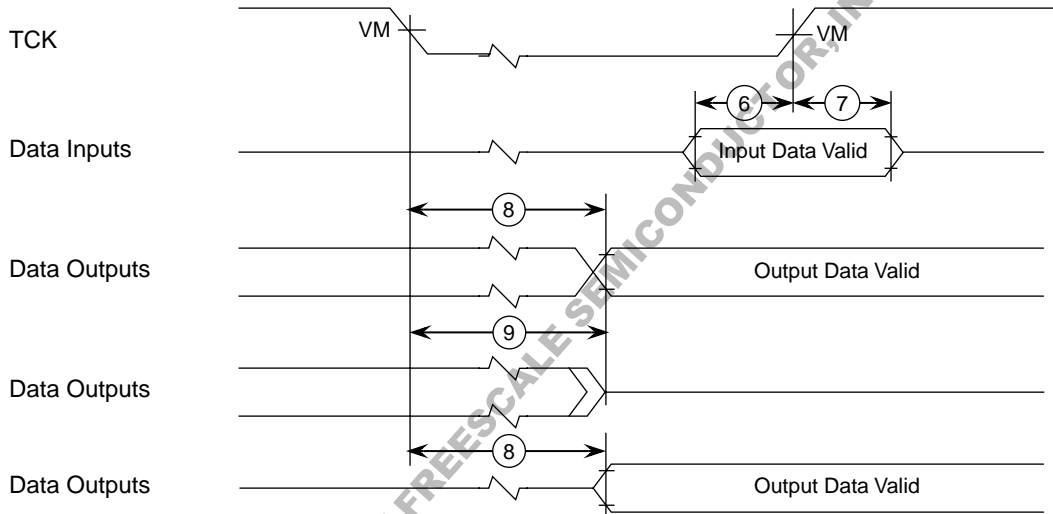 TCK
VM
VM
6
7
Data Inputs
Input Data Valid
8
Data Outputs
Output Data Valid
9
Data Outputs
8
Data Outputs
Output Data Valid
FREESCALE SEMICONDUCTOR,